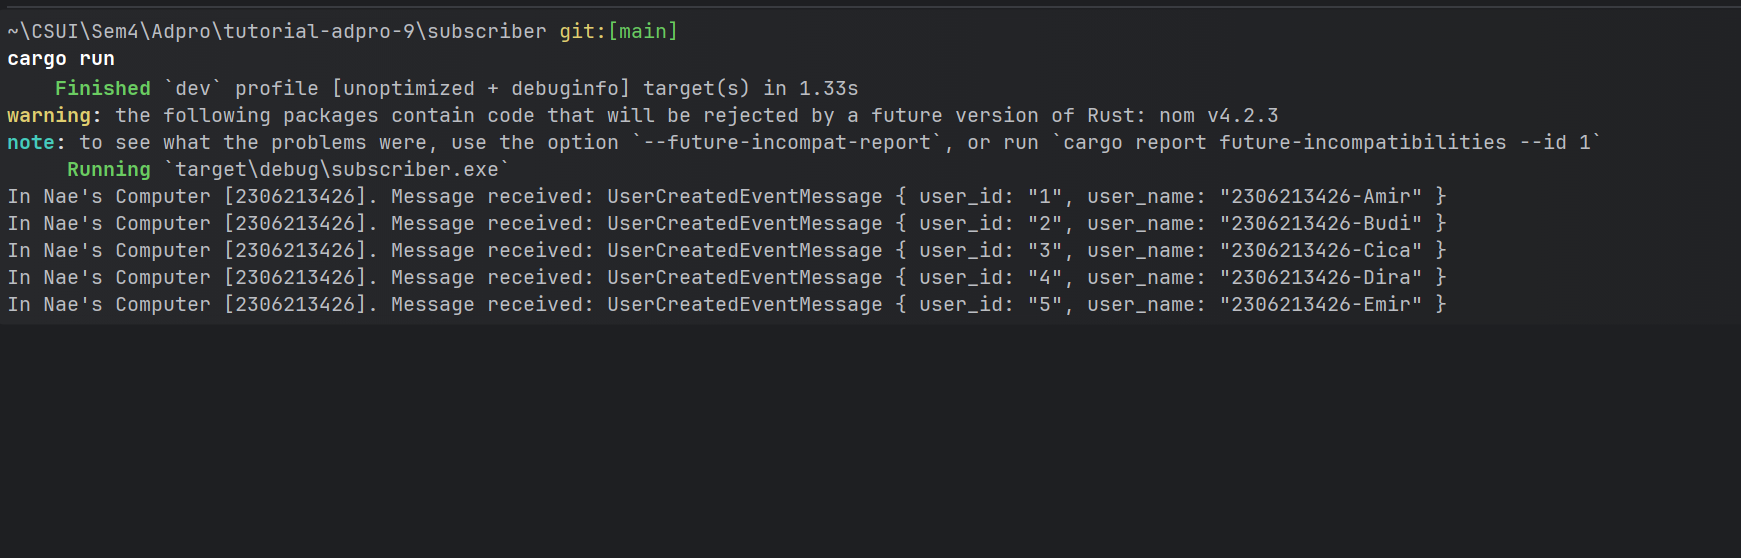 ~\CSUI\Sem4\Adpro\tutorial-adpro-9\subscriber git:[main]
cargo run
    Finished `dev` profile [unoptimized + debuginfo] target(s) in 1.33s
warning: the following packages contain code that will be rejected by a future version of Rust: nom v4.2.3
note: to see what the problems were, use the option `--future-incompat-report`, or run `cargo report future-incompatibilities --id 1`
     Running `target\debug\subscriber.exe`
In Nae's Computer [2306213426]. Message received: UserCreatedEventMessage { user_id: "1", user_name: "2306213426-Amir" }
In Nae's Computer [2306213426]. Message received: UserCreatedEventMessage { user_id: "2", user_name: "2306213426-Budi" }
In Nae's Computer [2306213426]. Message received: UserCreatedEventMessage { user_id: "3", user_name: "2306213426-Cica" }
In Nae's Computer [2306213426]. Message received: UserCreatedEventMessage { user_id: "4", user_name: "2306213426-Dira" }
In Nae's Computer [2306213426]. Message received: UserCreatedEventMessage { user_id: "5", user_name: "2306213426-Emir" }